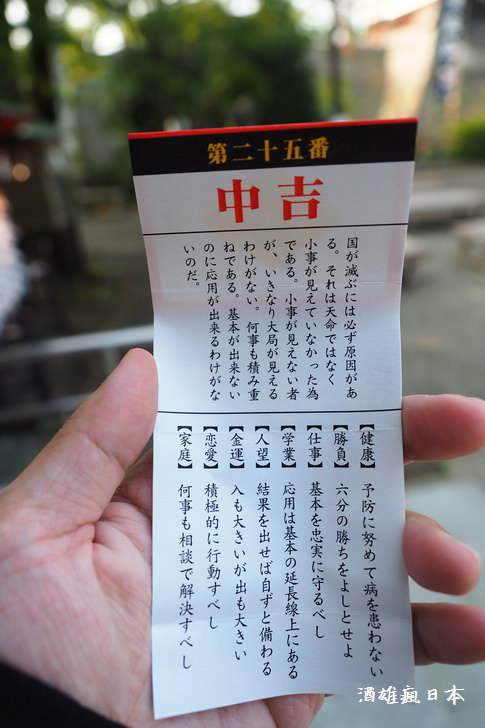 第二十五番
中吉
国が滅ぶには必ず原因があ
る。それは天命ではなく
小事が見えていなかった為
である。小事が見えない者
が、いきなり大局が見える
わけがない。何事も積み重
ねである。基本が出来ない
のに応用が出来るわけがな
いのだ。
【健康】予防に努めて病を患わない
【勝負】六分の勝ちをよしとせよ
【仕事】基本を忠実に守るべし
【学業】応用は基本の延長線上にある
【人望】結果を出せば自ずと備わる
【金運】入も大きいが出も大きい
【恋愛】積極的に行動すべし
【家庭】何事も相談で解決すべし
酒雄瘋日本